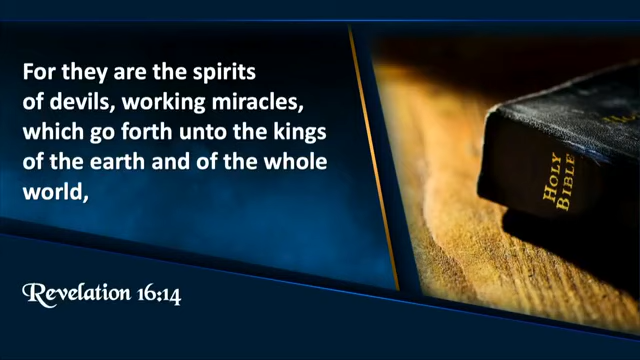 For they are the spirits
of devils, working miracles,
which go forth unto the kings
of the earth and of the whole
world,
Revelation 16:14
HOLY
BIBLE